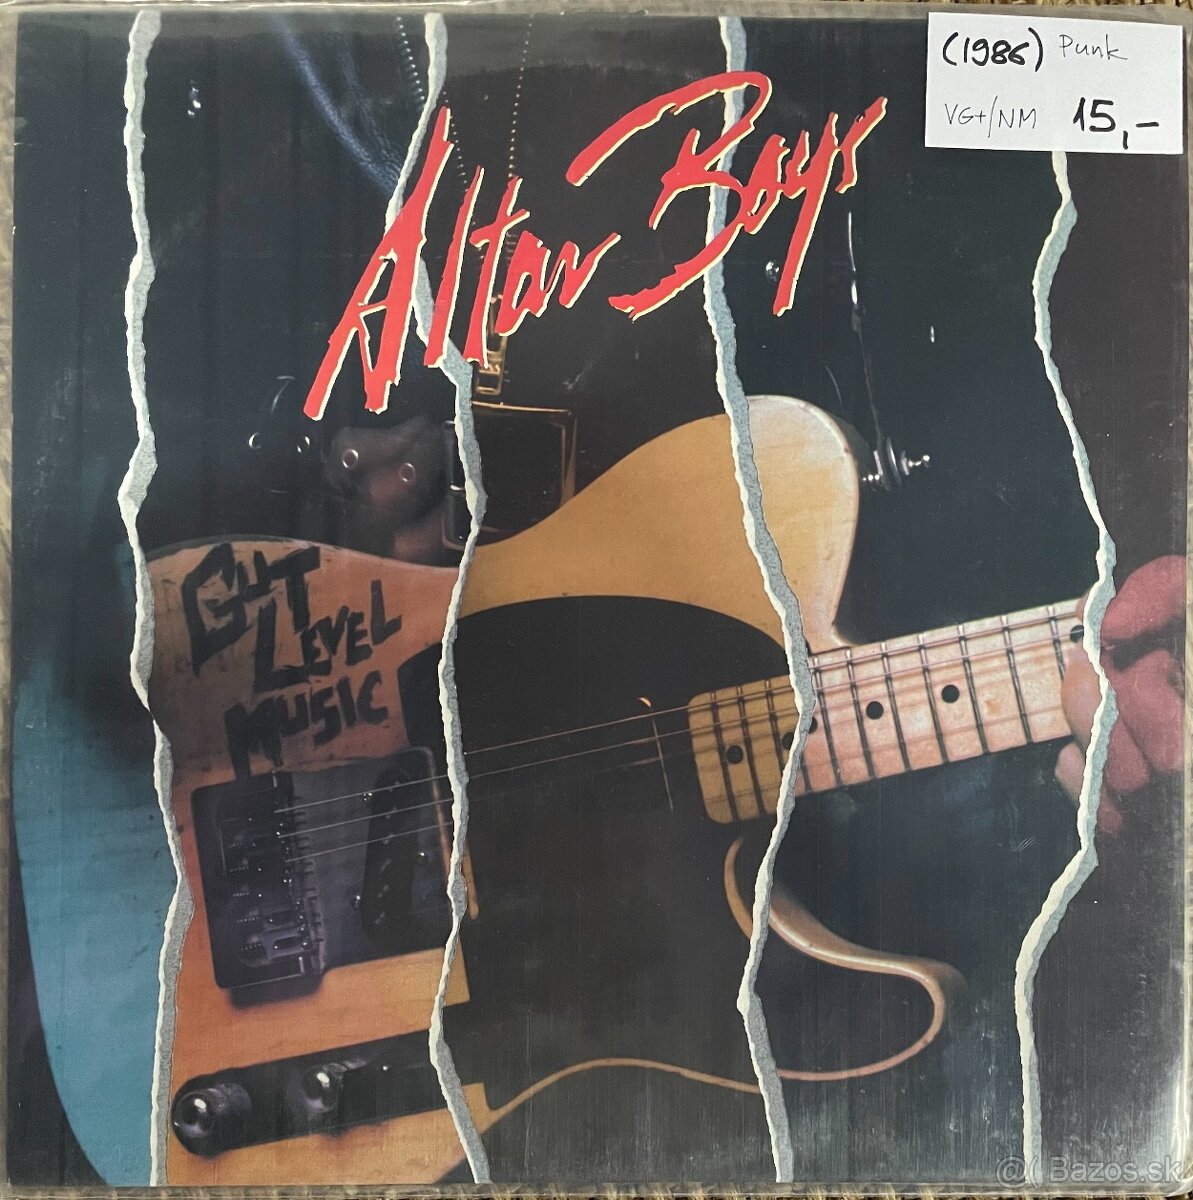 (1986) Punk
VG+/NM 15,-
Altar Boys
GUT
LEVEL
MUSIC
@( Bazos.sk